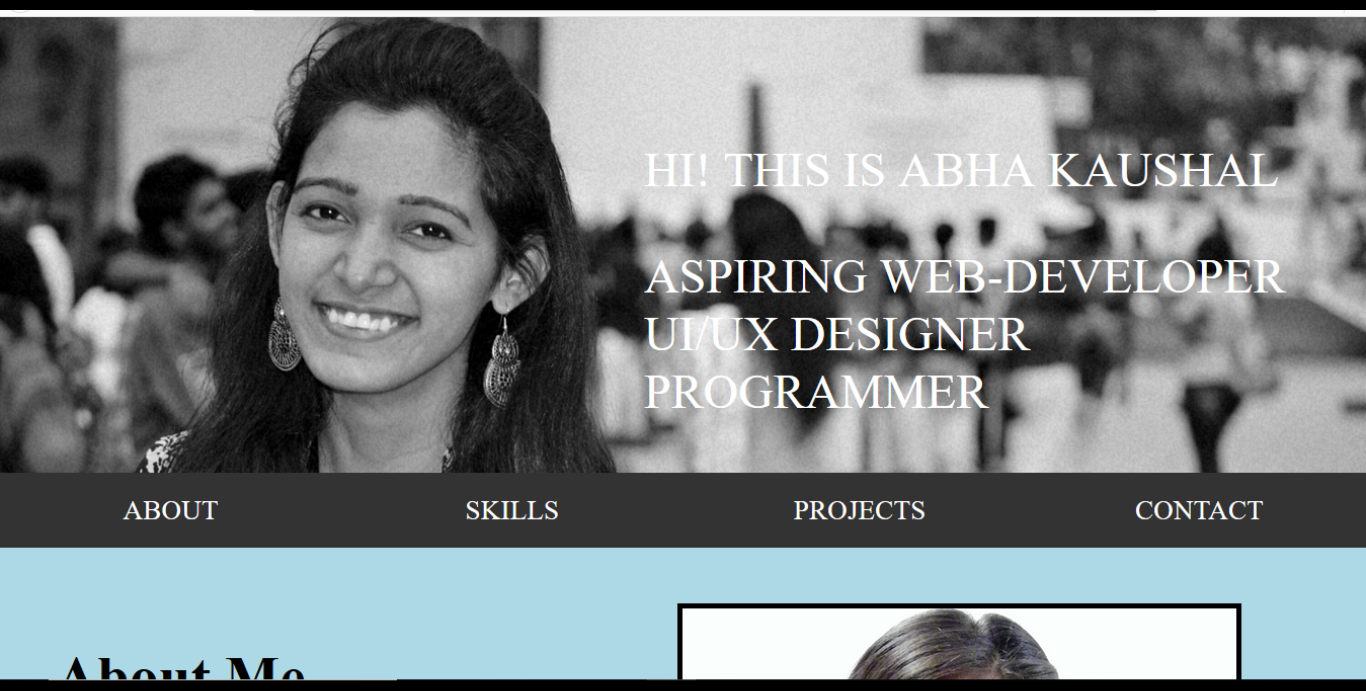 HI! THIS IS ABHA KAUSHAL
ASPIRING WEB-DEVELOPER
UI/UX DESIGNER
PROGRAMMER
ABOUT
SKILLS
PROJECTS
CONTACT
About Me